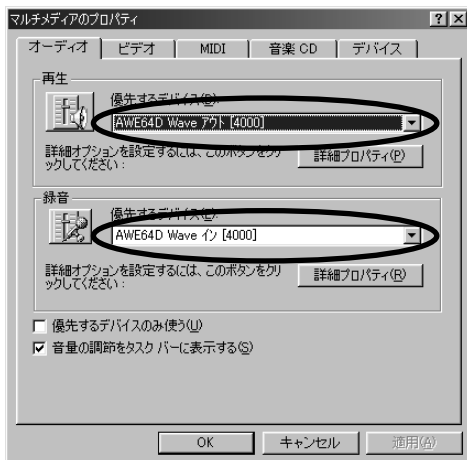 マルチメディアのプロパティ
オーディオ ビデオ MIDI 音楽 CD デバイス
再生
優先するデバイス(D):
AWE64D Wave アウト [4000]
詳細オプションを設定するには、このボタンをクリ
ックしてください:
詳細プロパティ(P)
録音
優先するデバイス(E):
AWE64D Wave イン [4000]
詳細オプションを設定するには、このボタンをクリ
ックしてください:
詳細プロパティ(R)
優先するデバイスのみ使う(U)
音量の調節をタスク バーに表示する(S)
OK キャンセル 適用(A)